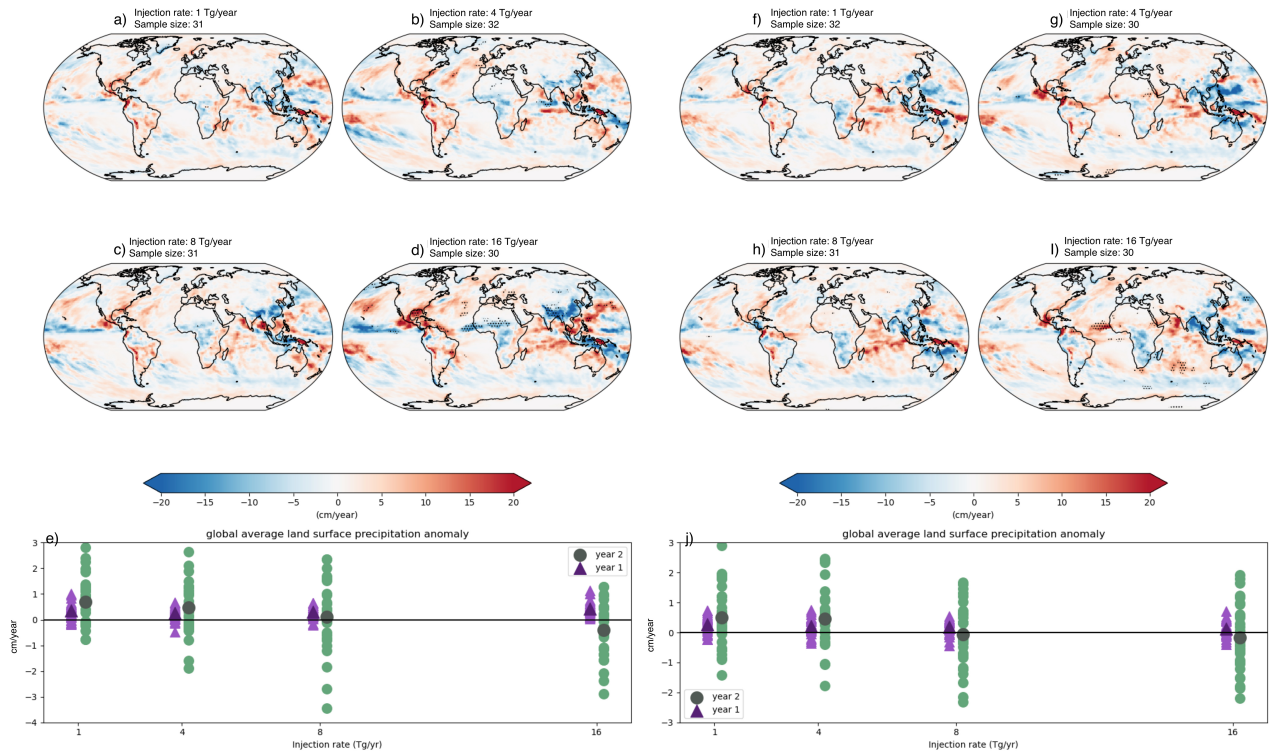 a) Injection rate: 1 Tg/year
Sample size: 31
b) Injection rate: 4 Tg/year
Sample size: 32
f) Injection rate: 1 Tg/year
Sample size: 32
g) Injection rate: 4 Tg/year
Sample size: 30
c) Injection rate: 8 Tg/year
Sample size: 31
d) Injection rate: 16 Tg/year
Sample size: 30
h) Injection rate: 8 Tg/year
Sample size: 31
I) Injection rate: 16 Tg/year
Sample size: 30
−20 −15 −10 −5 0 5 10 15 20
(cm/year)
−20 −15 −10 −5 0 5 10 15 20
(cm/year)
e) global average land surface precipitation anomaly
3
2
1
0
−1
−2
−3
−4
cm/year
year 2
year 1
1 4 8 16
Injection rate (Tg/yr)
j) global average land surface precipitation anomaly
3
2
1
0
−1
−2
−3
cm/year
year 2
year 1
1 4 8 16
Injection rate (Tg/yr)